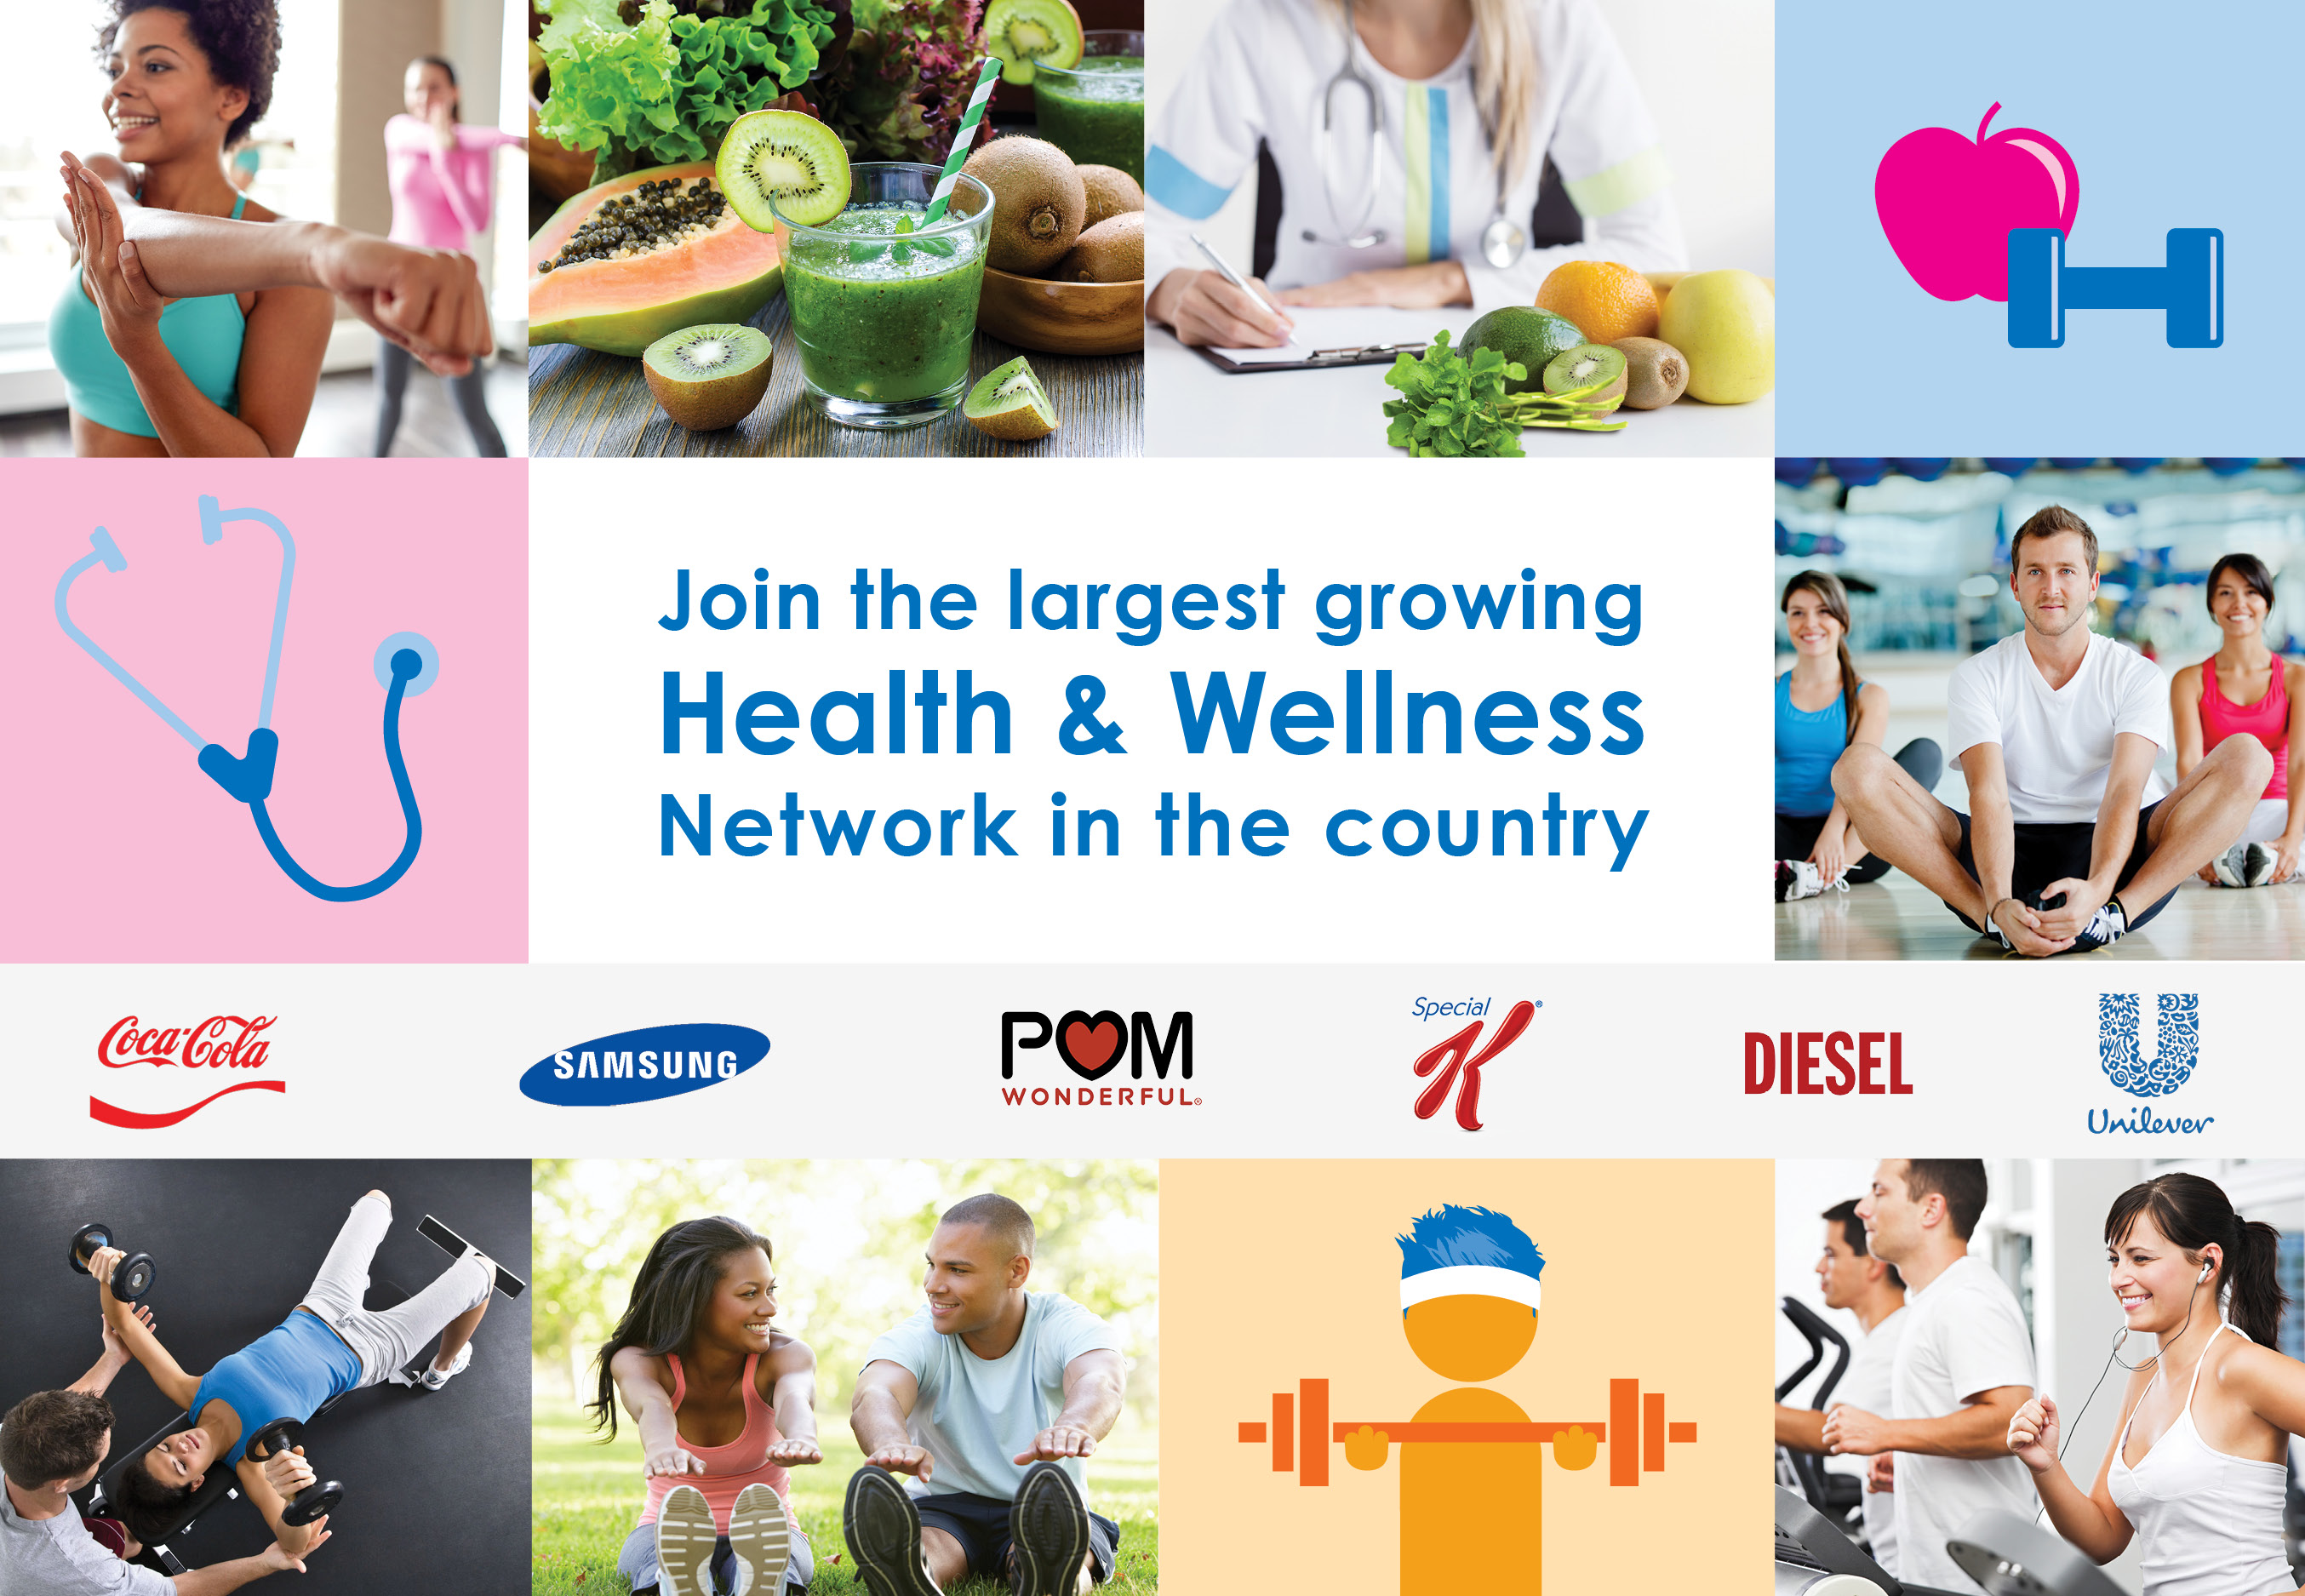 Join the largest growing
Health & Wellness
Network in the country
Coca-Cola
SAMSUNG
POM
WONDERFUL®
Special
K®
DIESEL
Unilever